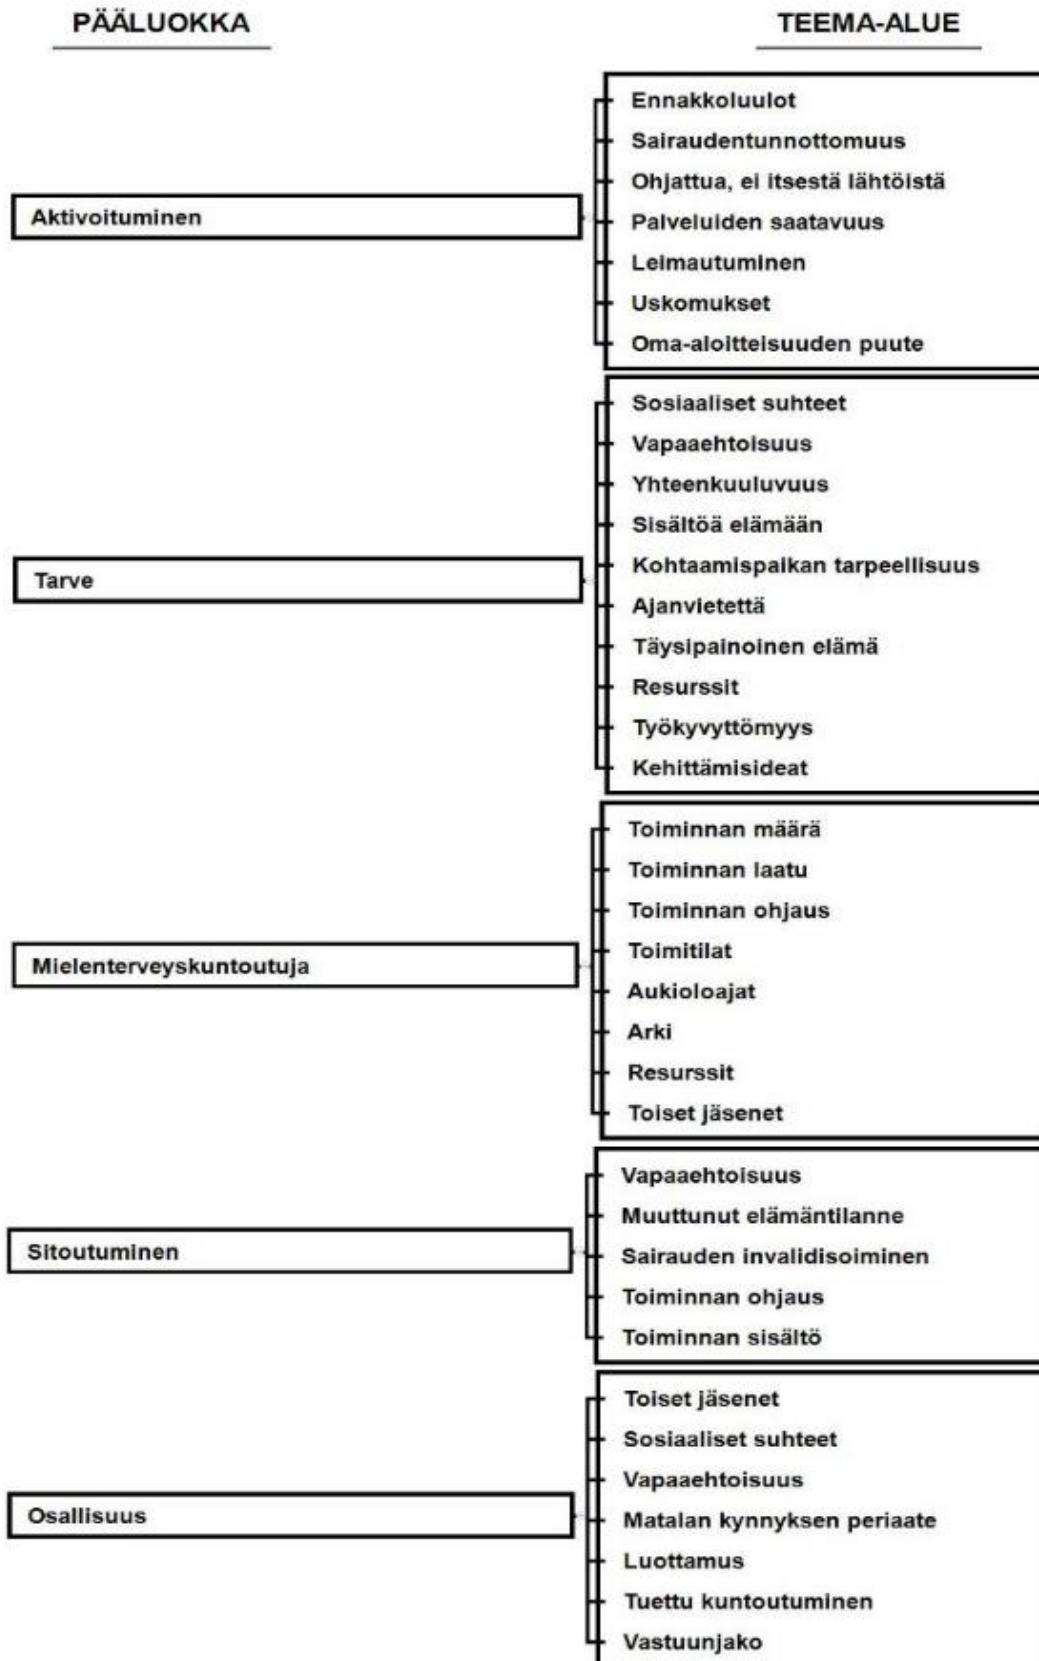 PÄÄLUOKKA
TEEMA-ALUE
Aktivoituminen
Ennakkoluulot
Sairaudentunnottomuus
Ohjattua, ei itsestä lähtöistä
Palveluiden saatavuus
Leimautuminen
Uskomukset
Oma-aloitteisuuden puute
Tarve
Sosiaaliset suhteet
Vapaaehtoisuus
Yhteenkuuluvuus
Sisältöä elämään
Kohtaamispaikan tarpeellisuus
Ajanvietettä
Täysipainoinen elämä
Resurssit
Työkyvyttömyys
Kehittämisideat
Mielenterveyskuntoutuja
Toiminnan määrä
Toiminnan laatu
Toiminnan ohjaus
Toimitilat
Aukioloajat
Arki
Resurssit
Toiset jäsenet
Sitoutuminen
Vapaaehtoisuus
Muuttunut elämäntilanne
Sairauden invalidisoiminen
Toiminnan ohjaus
Toiminnan sisältö
Osallisuus
Toiset jäsenet
Sosiaaliset suhteet
Vapaaehtoisuus
Matalan kynnyksen periaate
Luottamus
Tuettu kuntoutuminen
Vastuunjako